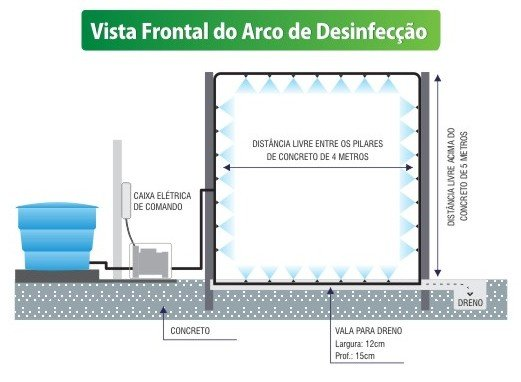 Vista Frontal do Arco de Desinfecção
DISTÂNCIA LIVRE ENTRE OS PILARES
DE CONCRETO DE 4 METROS
DISTÂNCIA LIVRE ACIMA DO
CONCRETO DE 5 METROS
CAIXA ELÉTRICA
DE COMANDO
DRENO
CONCRETO
VALA PARA DRENO
Largura: 12cm
Prof.: 15cm